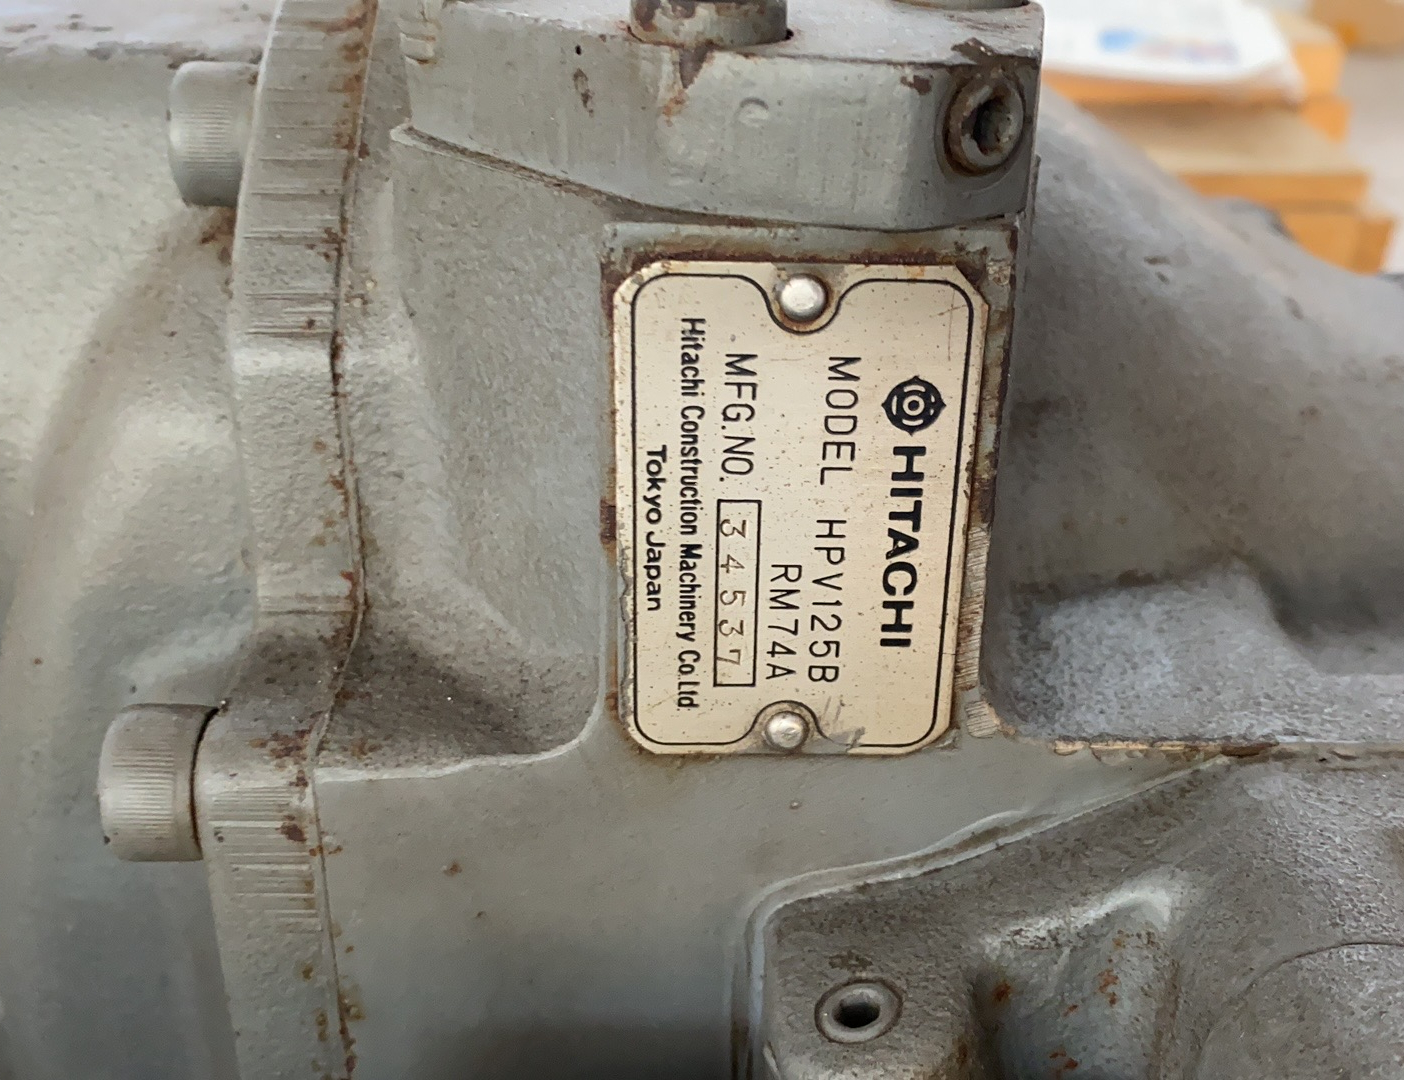 HITACHI
MODEL HPV125B
RM74A
MFG.NO. 34537
Hitachi Construction Machinery Co.Ltd.
Tokyo Japan